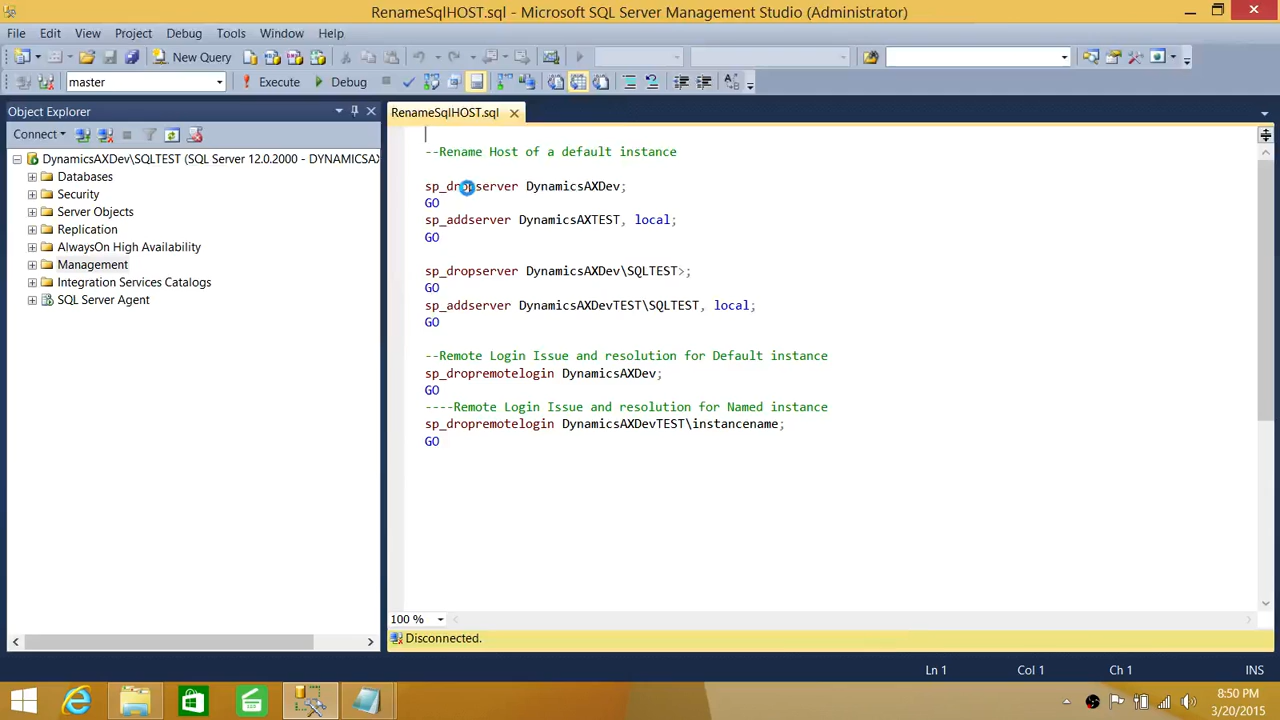 RenameSqlHOST.sql - Microsoft SQL Server Management Studio (Administrator)
File Edit View Project Debug Tools Window Help
New Query
master Execute Debug
Object Explorer
Connect
DynamicsAXDev\SQLTEST (SQL Server 12.0.2000 - DYNAMICSAX
Databases
Security
Server Objects
Replication
AlwaysOn High Availability
Management
Integration Services Catalogs
SQL Server Agent
RenameSqlHOST.sql
--Rename Host of a default instance
sp_dropserver DynamicsAXDev;
GO
sp_addserver DynamicsAXTEST, local;
GO
sp_dropserver DynamicsAXDev\SQLTEST>;
GO
sp_addserver DynamicsAXDevTEST\SQLTEST, local;
GO
--Remote Login Issue and resolution for Default instance
sp_dropremotelogin DynamicsAXDev;
GO
----Remote Login Issue and resolution for Named instance
sp_dropremotelogin DynamicsAXDevTEST\instancename;
GO
100 %
Disconnected.
Ln 1 Col 1 Ch 1 INS
8:50 PM
3/20/2015